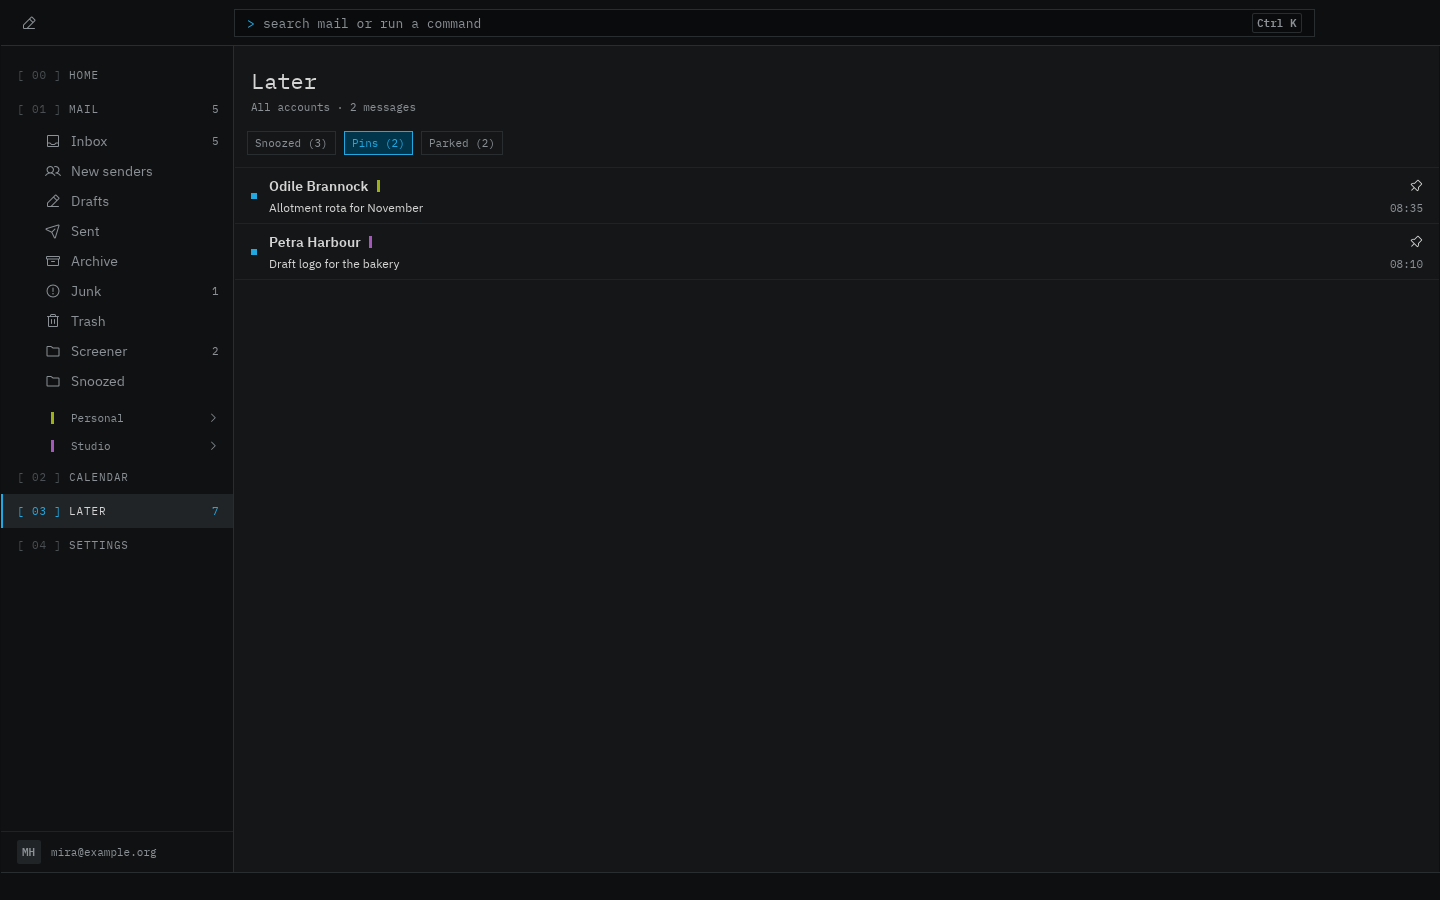 > search mail or run a command Ctrl K
[ 00 ] HOME
[ 01 ] MAIL 5
Inbox 5
New senders
Drafts
Sent
Archive
Junk 1
Trash
Screener 2
Snoozed
Personal
Studio
[ 02 ] CALENDAR
[ 03 ] LATER 7
[ 04 ] SETTINGS
MH mira@example.org
Later
All accounts · 2 messages
Snoozed (3) Pins (2) Parked (2)
Odile Brannock
Allotment rota for November 08:35
Petra Harbour
Draft logo for the bakery 08:10